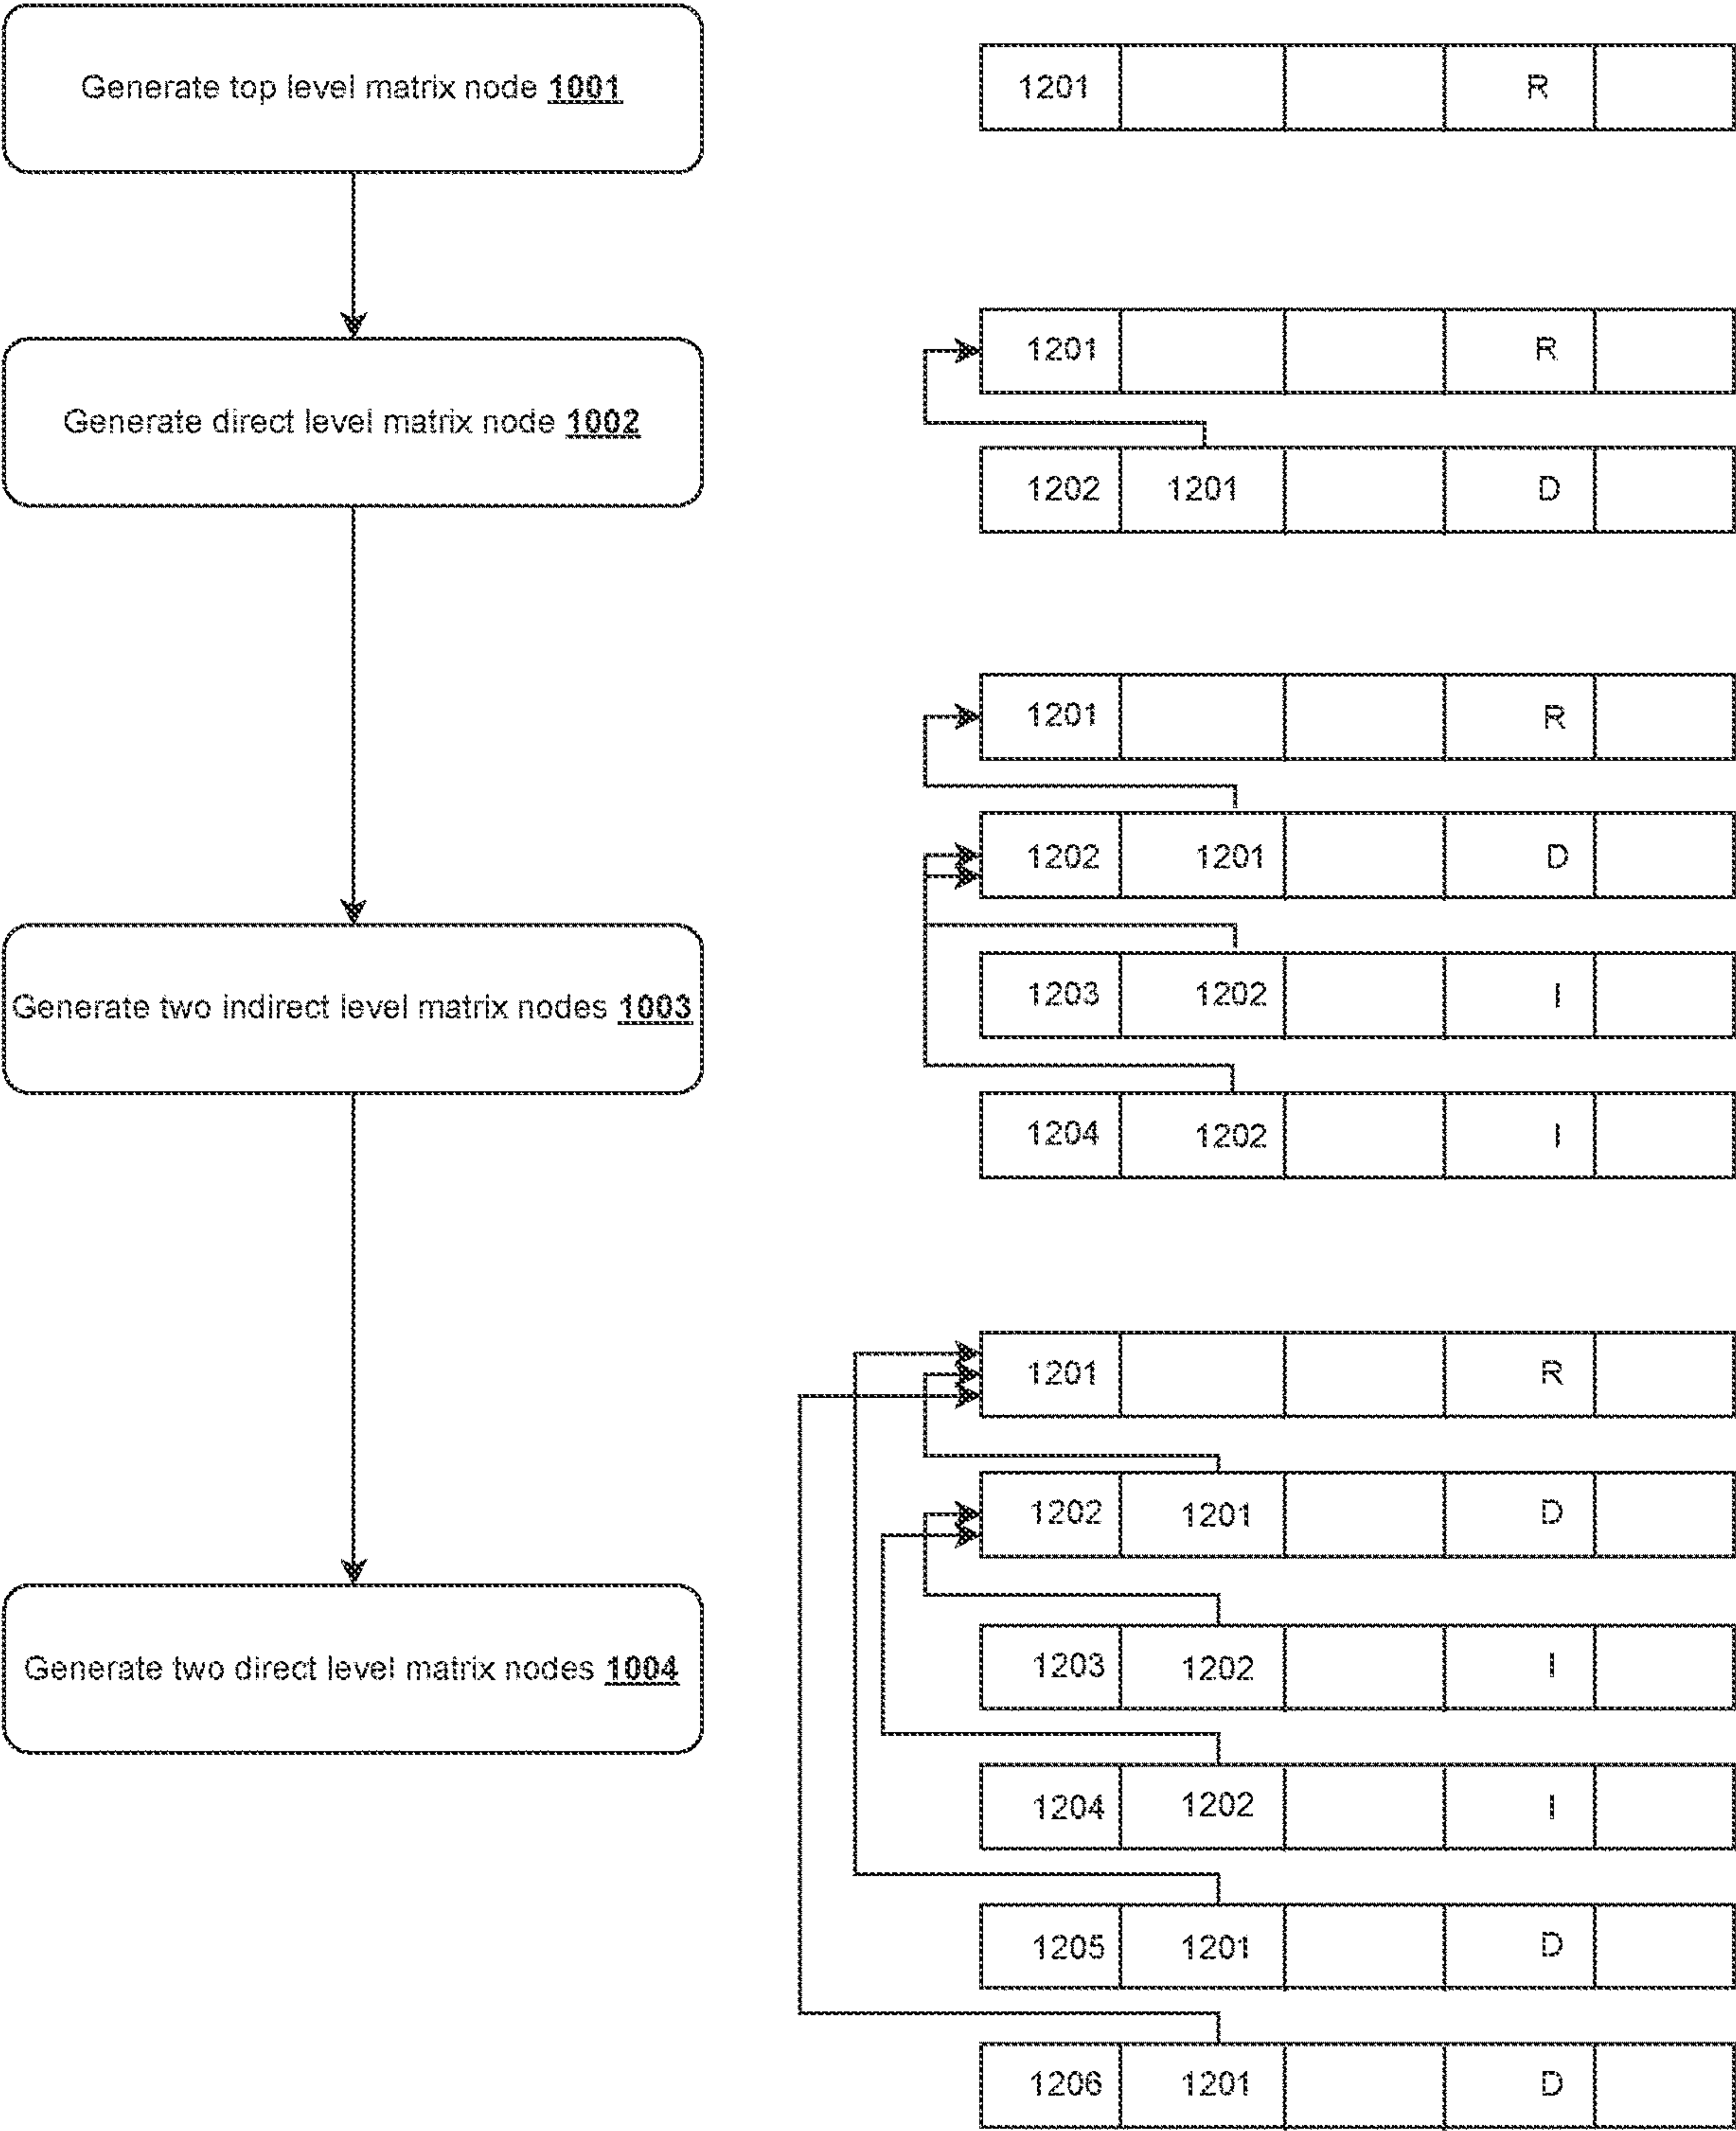 Generate top level matrix node 1001
1201 R
Generate direct level matrix node 1002
1201 R
1202 1201 D
Generate two indirect level matrix nodes 1003
1201 R
1202 1201 D
1203 1202 I
1204 1202 I
Generate two direct level matrix nodes 1004
1201 R
1202 1201 D
1203 1202 I
1204 1202 I
1205 1201 D
1206 1201 D